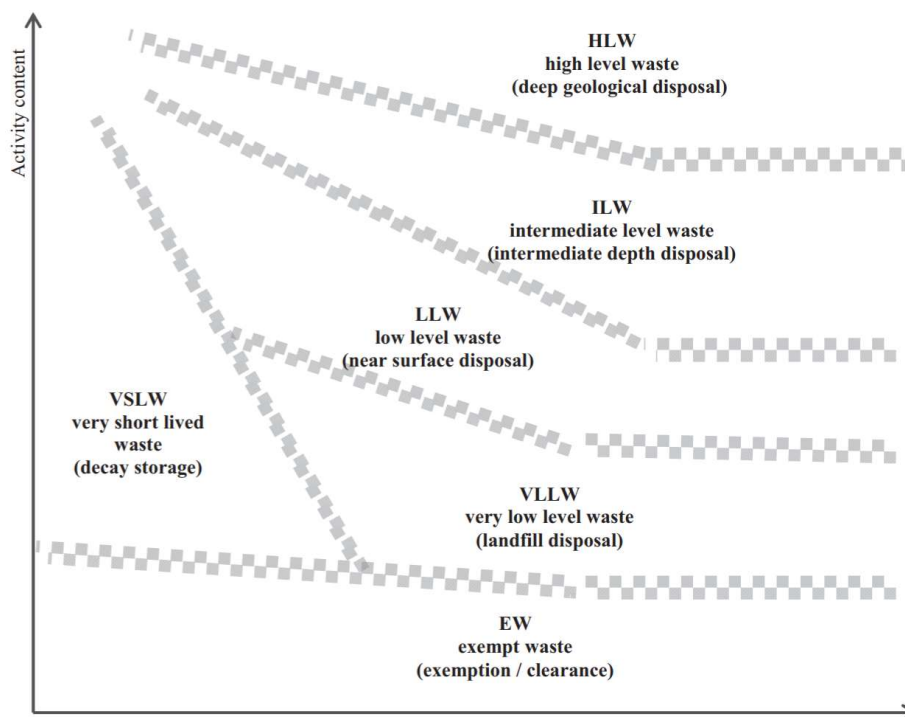 Activity content
HLW
high level waste
(deep geological disposal)
ILW
intermediate level waste
(intermediate depth disposal)
LLW
low level waste
(near surface disposal)
VSLW
very short lived
waste
(decay storage)
VLLW
very low level waste
(landfill disposal)
EW
exempt waste
(exemption / clearance)